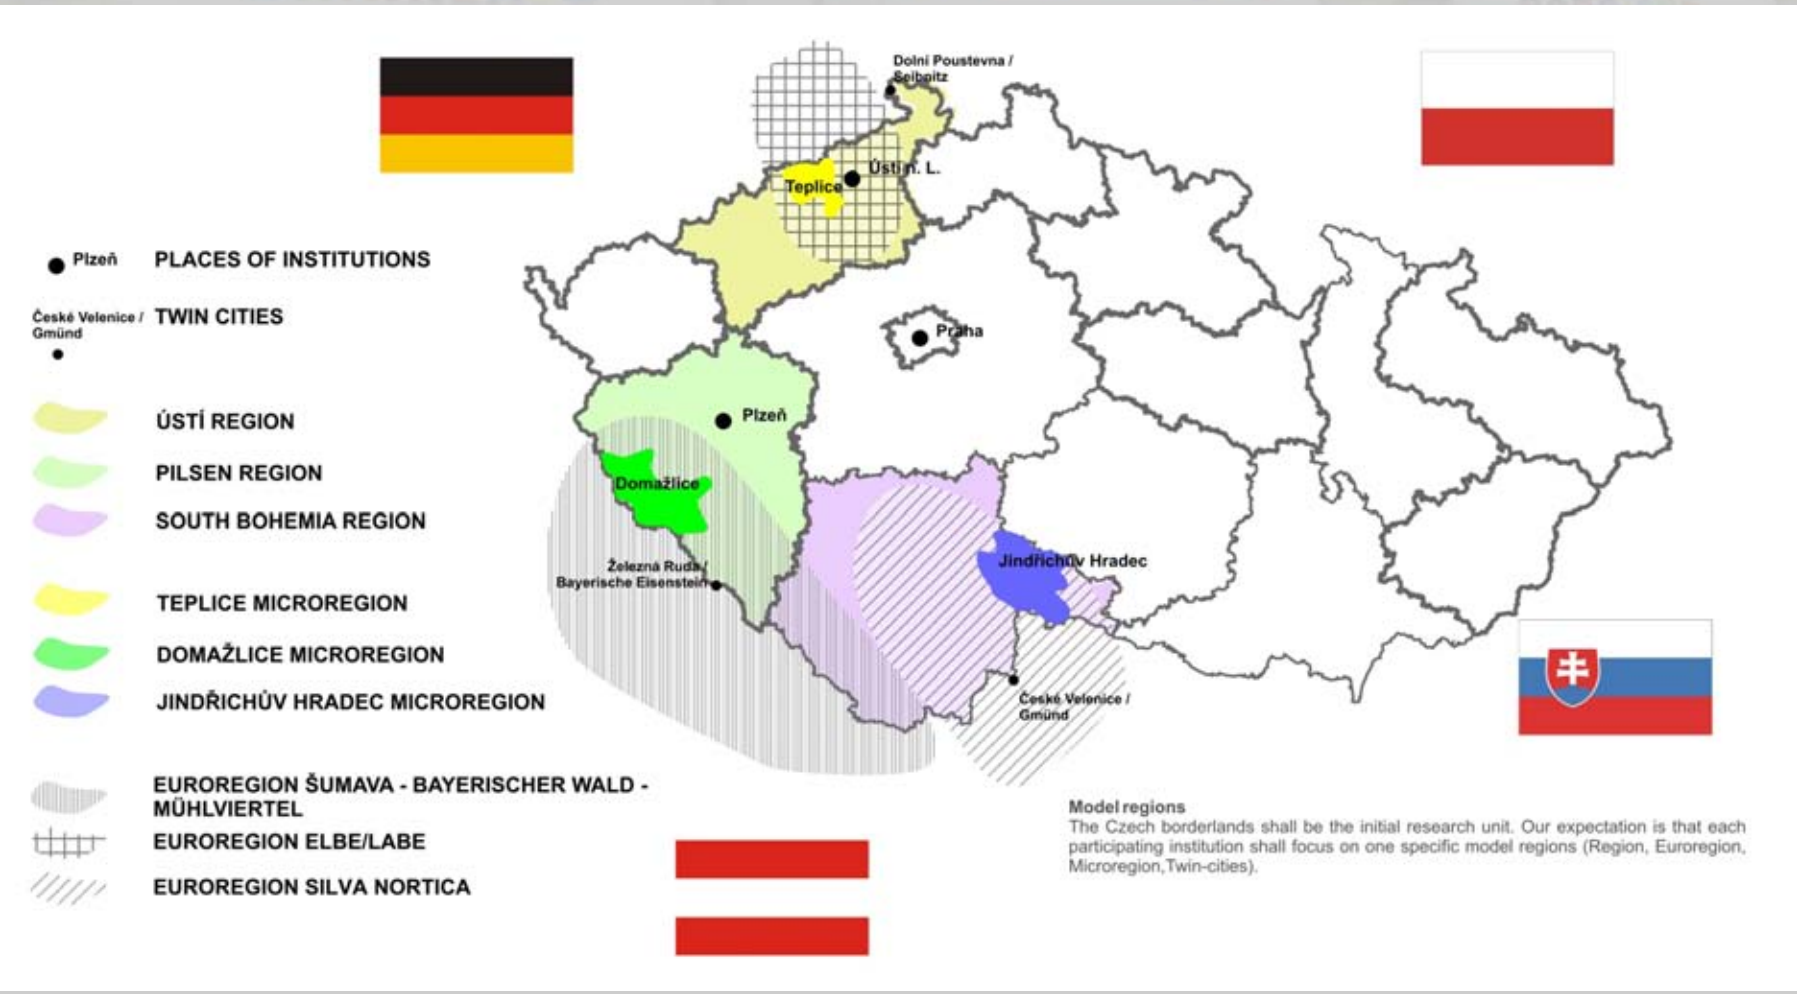 Dolni Poustevna /
Seibnitz
Ústí n. L.
Teplice
Plzeň
PLACES OF INSTITUTIONS
České Velenice /
Gmünd
TWIN CITIES
Praha
ÚSTÍ REGION
Plzeň
PILSEN REGION
Domažlice
SOUTH BOHEMIA REGION
Jindřichův Hradec
Železná Ruda /
Bayerische Eisenstein
TEPLICE MICROREGION
DOMAŽLICE MICROREGION
JINDŘICHÚV HRADEC MICROREGION
České Velenice /
Gmünd
EUROREGION ŠUMAVA - BAYERISCHER WALD -
MÜHLVIERTEL
EUROREGION ELBE/LABE
EUROREGION SILVA NORTICA
Model regions
The Czech borderlands shall be the initial research unit. Our expectation is that each
participating institution shall focus on one specific model regions (Region, Euroregion,
Microregion,Twin-cities).